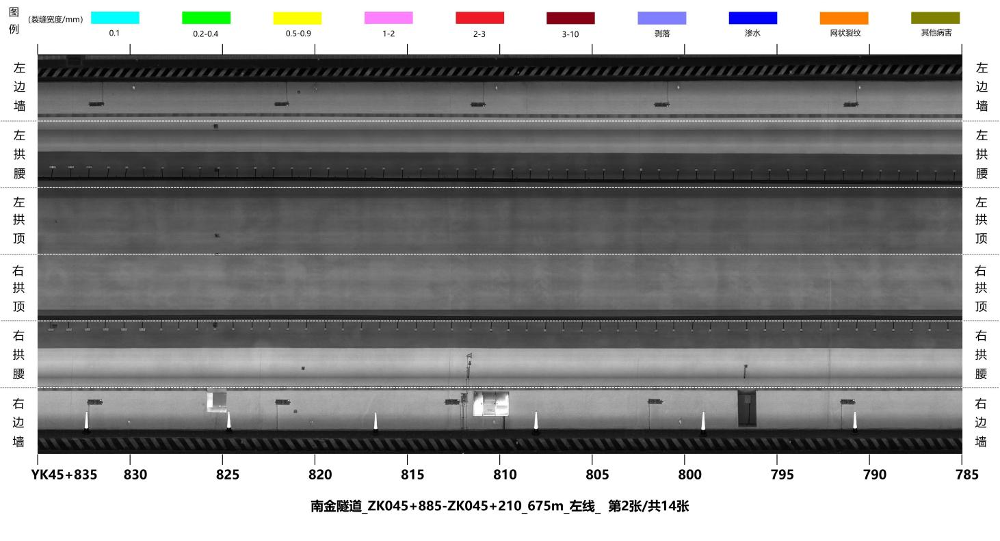 图例 (裂缝宽度/mm)
0.1 0.2-0.4 0.5-0.9 1-2 2-3 3-10 剥落 渗水 网状裂纹 其他病害
左边墙 左边墙
左拱腰 左拱腰
左拱顶 左拱顶
右拱顶 右拱顶
右拱腰 右拱腰
右边墙 右边墙
YK45+835 830 825 820 815 810 805 800 795 790 785
南金隧道_ZK045+885-ZK045+210_675m_左线_ 第2张/共14张